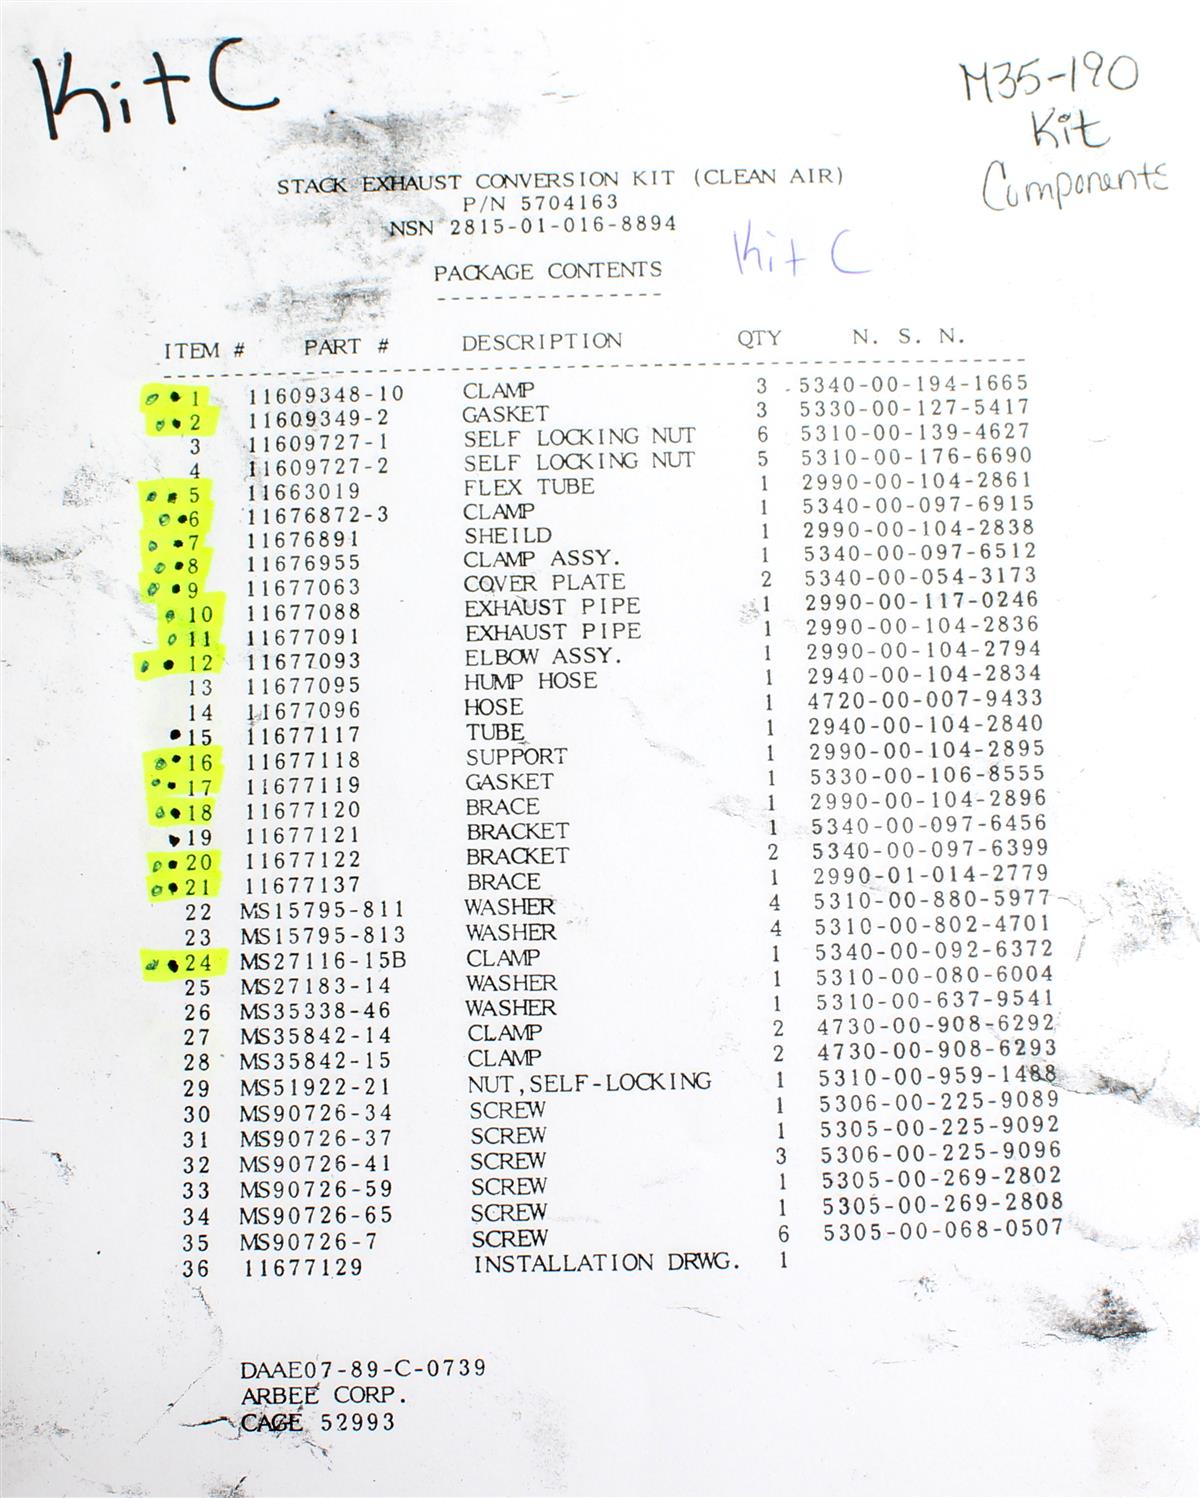 Kit C
M35-190
Kit
Components
STACK EXHAUST CONVERSION KIT (CLEAN AIR)
P/N 5704163
NSN 2815-01-016-8894
Kit C
PACKAGE CONTENTS
ITEM # PART # DESCRIPTION QTY N. S. N.
1 11609348-10 CLAMP 3 5340-00-194-1665
2 11609349-2 GASKET 3 5330-00-127-5417
3 11609727-1 SELF LOCKING NUT 6 5310-00-139-4627
4 11609727-2 SELF LOCKING NUT 5 5310-00-176-6690
5 11663019 FLEX TUBE 1 2990-00-104-2861
6 11676872-3 CLAMP 1 5340-00-097-6915
7 11676891 SHEILD 1 2990-00-104-2838
8 11676955 CLAMP ASSY. 1 5340-00-097-6512
9 11677063 COVER PLATE 2 5340-00-054-3173
10 11677088 EXHAUST PIPE 1 2990-00-117-0246
11 11677091 EXHAUST PIPE 1 2990-00-104-2836
12 11677093 ELBOW ASSY. 1 2990-00-104-2794
13 11677095 HUMP HOSE 1 2940-00-104-2834
14 11677096 HOSE 1 4720-00-007-9433
15 11677117 TUBE 1 2940-00-104-2840
16 11677118 SUPPORT 1 2990-00-104-2895
17 11677119 GASKET 1 5330-00-106-8555
18 11677120 BRACE 1 2990-00-104-2896
19 11677121 BRACKET 1 5340-00-097-6456
20 11677122 BRACKET 2 5340-00-097-6399
21 11677137 BRACE 1 2990-01-014-2779
22 MS15795-811 WASHER 4 5310-00-880-5977
23 MS15795-813 WASHER 4 5310-00-802-4701
24 MS27116-15B CLAMP 1 5340-00-092-6372
25 MS27183-14 WASHER 1 5310-00-080-6004
26 MS35338-46 WASHER 1 5310-00-637-9541
27 MS35842-14 CLAMP 2 4730-00-908-6292
28 MS35842-15 CLAMP 2 4730-00-908-6293
29 MS51922-21 NUT,SELF-LOCKING 1 5310-00-959-1488
30 MS90726-34 SCREW 1 5306-00-225-9089
31 MS90726-37 SCREW 1 5305-00-225-9092
32 MS90726-41 SCREW 3 5306-00-225-9096
33 MS90726-59 SCREW 1 5305-00-269-2802
34 MS90726-65 SCREW 1 5305-00-269-2808
35 MS90726-7 SCREW 6 5305-00-068-0507
36 11677129 INSTALLATION DRWG. 1
DAAE07-89-C-0739
ARBEE CORP.
CAGE 52993